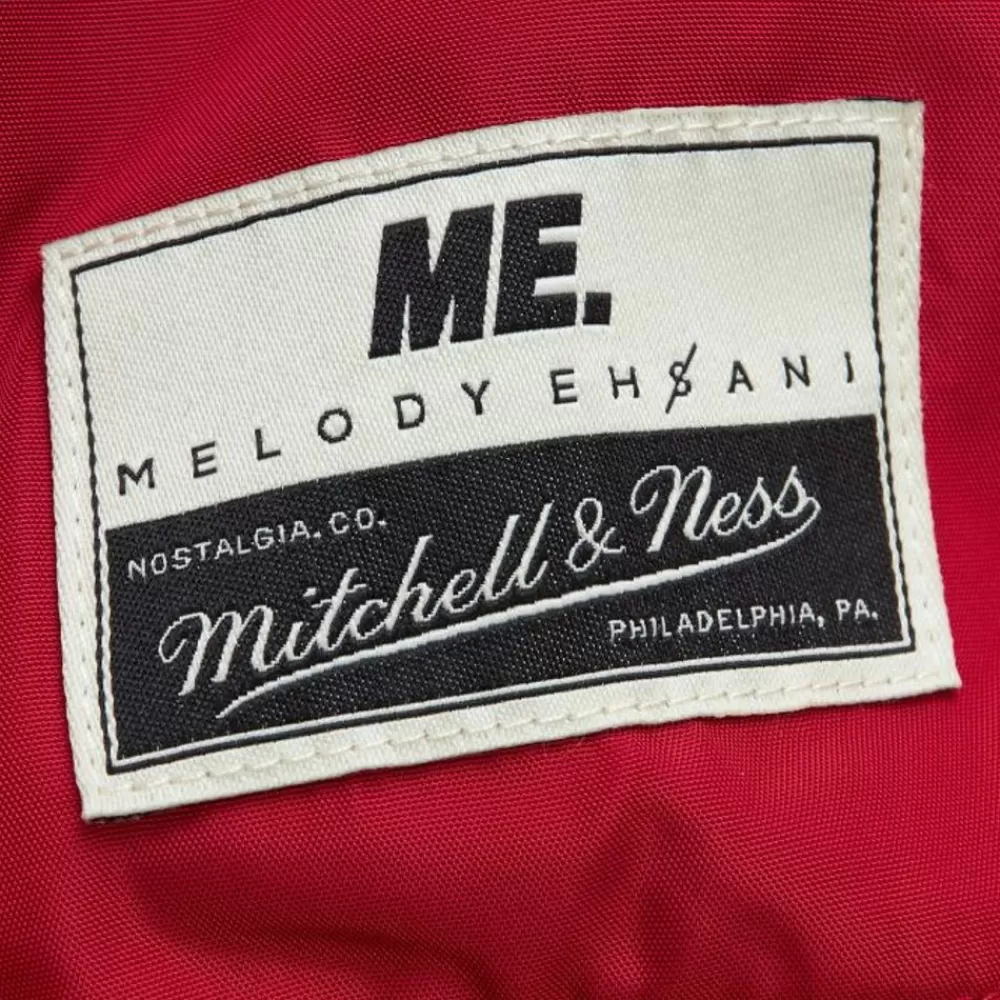 ME.
MELODY EHSANI
NOSTALGIA. CO.
Mitchell & Ness
PHILADELPHIA, PA.